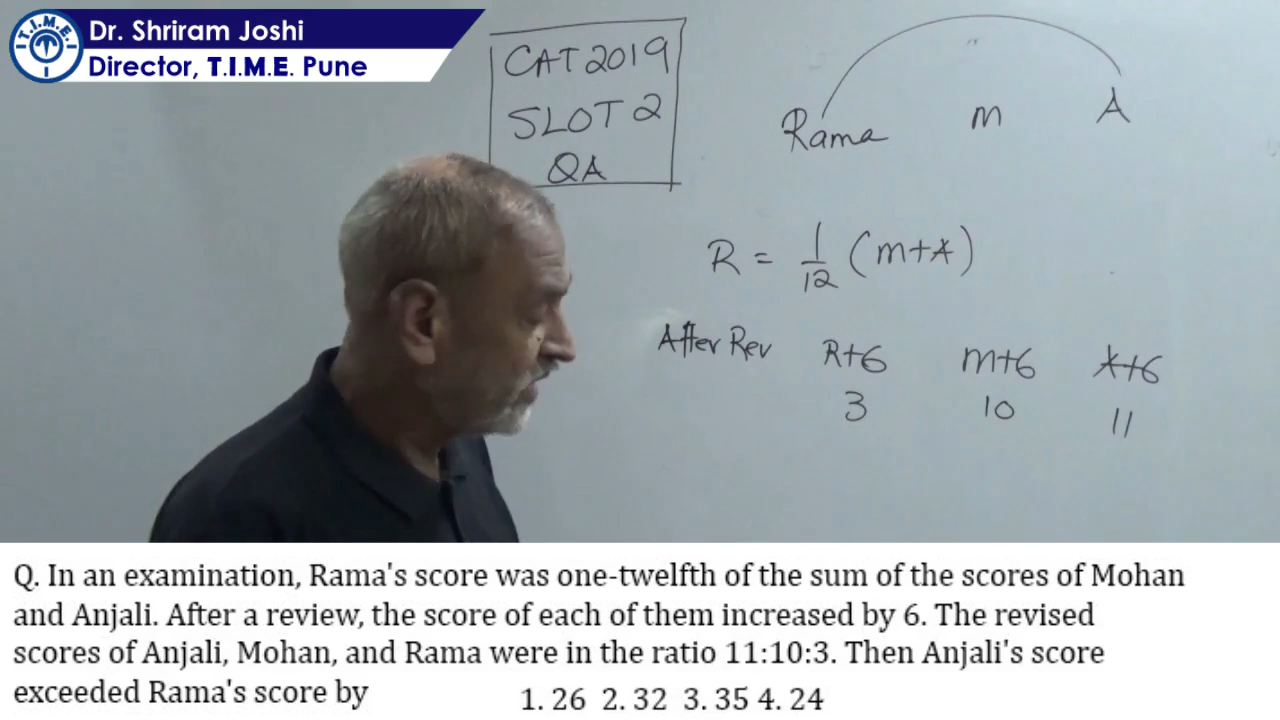 T.I.M.E.
Dr. Shriram Joshi
Director, T.I.M.E. Pune
CAT 2019
SLOT 2
QA
Rama M A
R = 1/12 (M+A)
After Rev R+6 M+6 A+6
3 10 11
Q. In an examination, Rama's score was one-twelfth of the sum of the scores of Mohan
and Anjali. After a review, the score of each of them increased by 6. The revised
scores of Anjali, Mohan, and Rama were in the ratio 11:10:3. Then Anjali's score
exceeded Rama's score by 1. 26 2. 32 3. 35 4. 24